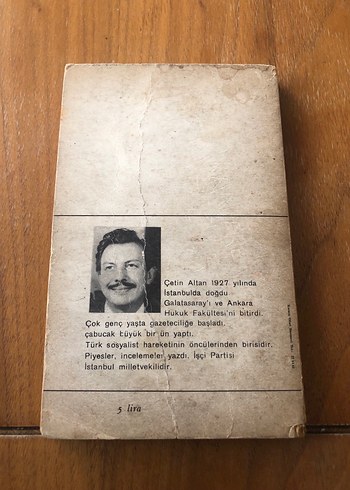 Çetin Altan 1927 yılında
İstanbulda doğdu
Galatasaray'ı ve Ankara
Hukuk Fakültesi'ni bitirdi.
Çok genç yaşta gazeteciliğe başladı.
çabucak büyük bir ün yaptı.
Türk sosyalist hareketinin öncülerinden birisidir.
Piyesler, incelemeler yazdı. İşçi Partisi
İstanbul milletvekilidir.
5 lira